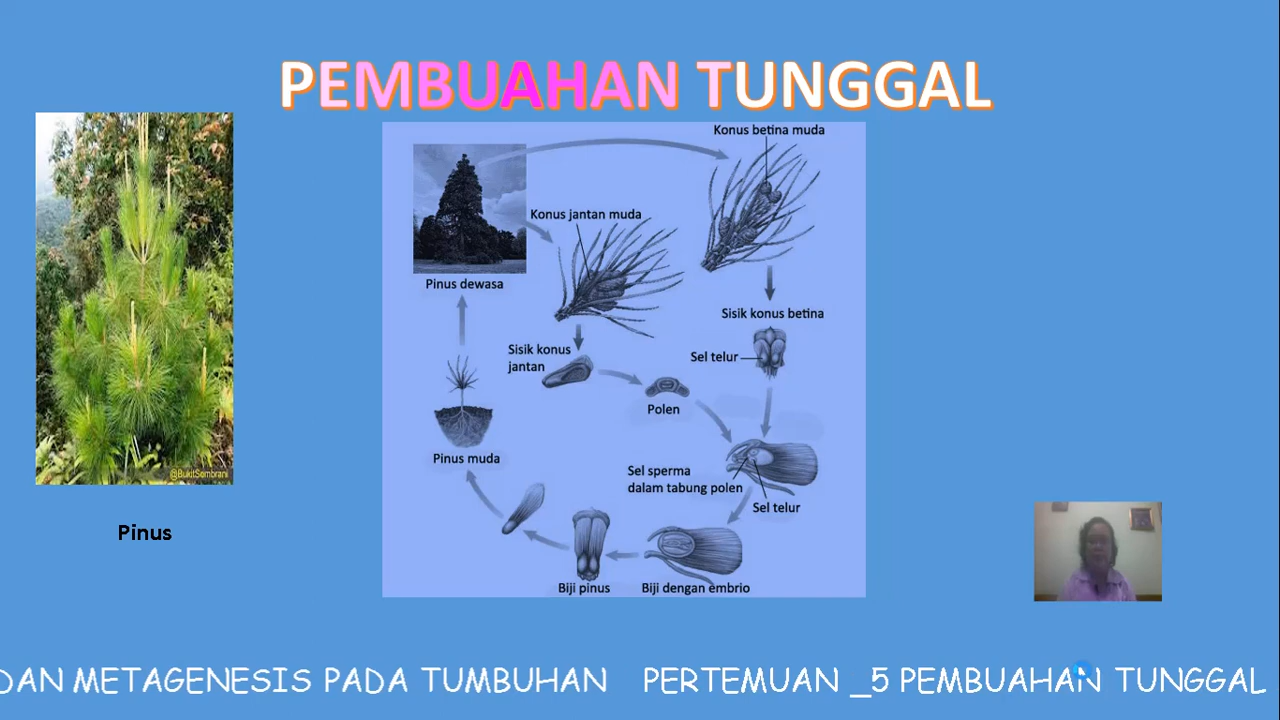 PEMBUAHAN TUNGGAL
Konus betina muda
Konus jantan muda
Pinus dewasa
Sisik konus betina
Sisik konus
jantan
Sel telur
Polen
Pinus muda
Sel sperma
dalam tabung polen
Sel telur
Biji pinus
Biji dengan embrio
@BukitSembrani
Pinus
DAN METAGENESIS PADA TUMBUHAN PERTEMUAN _5 PEMBUAHAN TUNGGAL